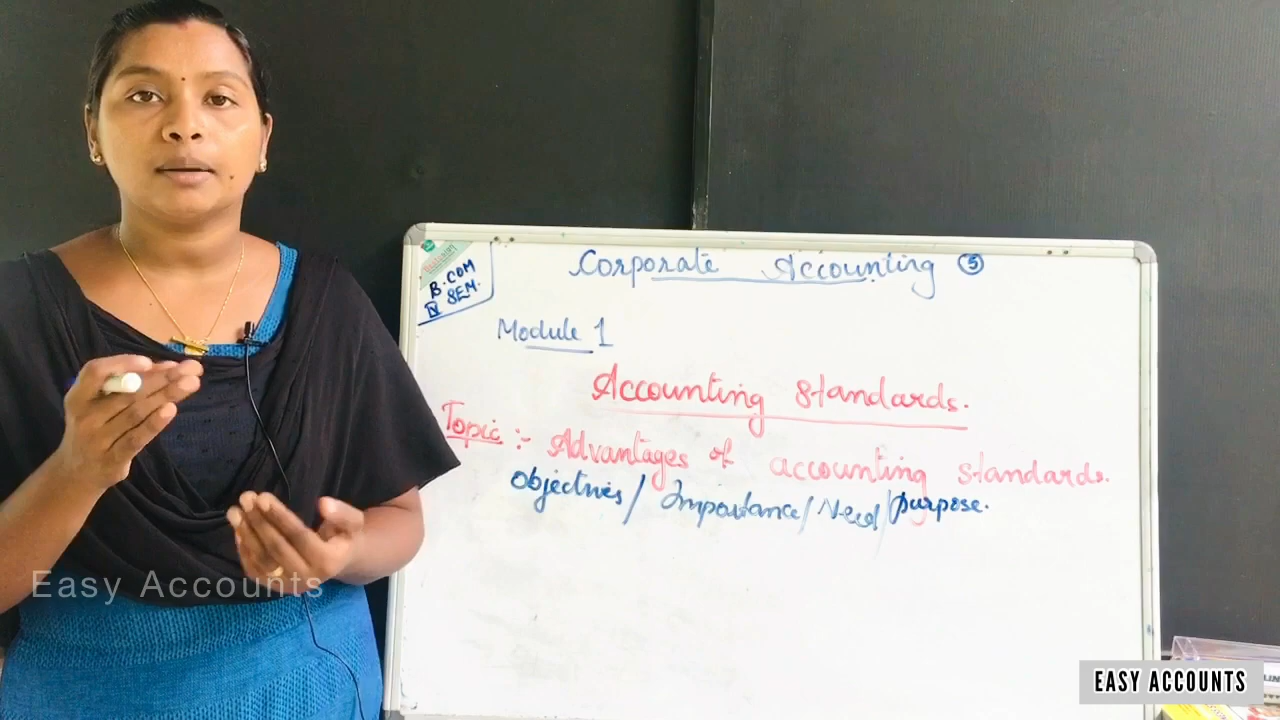 Corporate Accounting 5
B.COM
IV SEM.
Module 1
Accounting standards.
Topic :- Advantages of accounting standards.
Objectives/ Importance/ Need/ purpose.
Easy Accounts
EASY ACCOUNTS